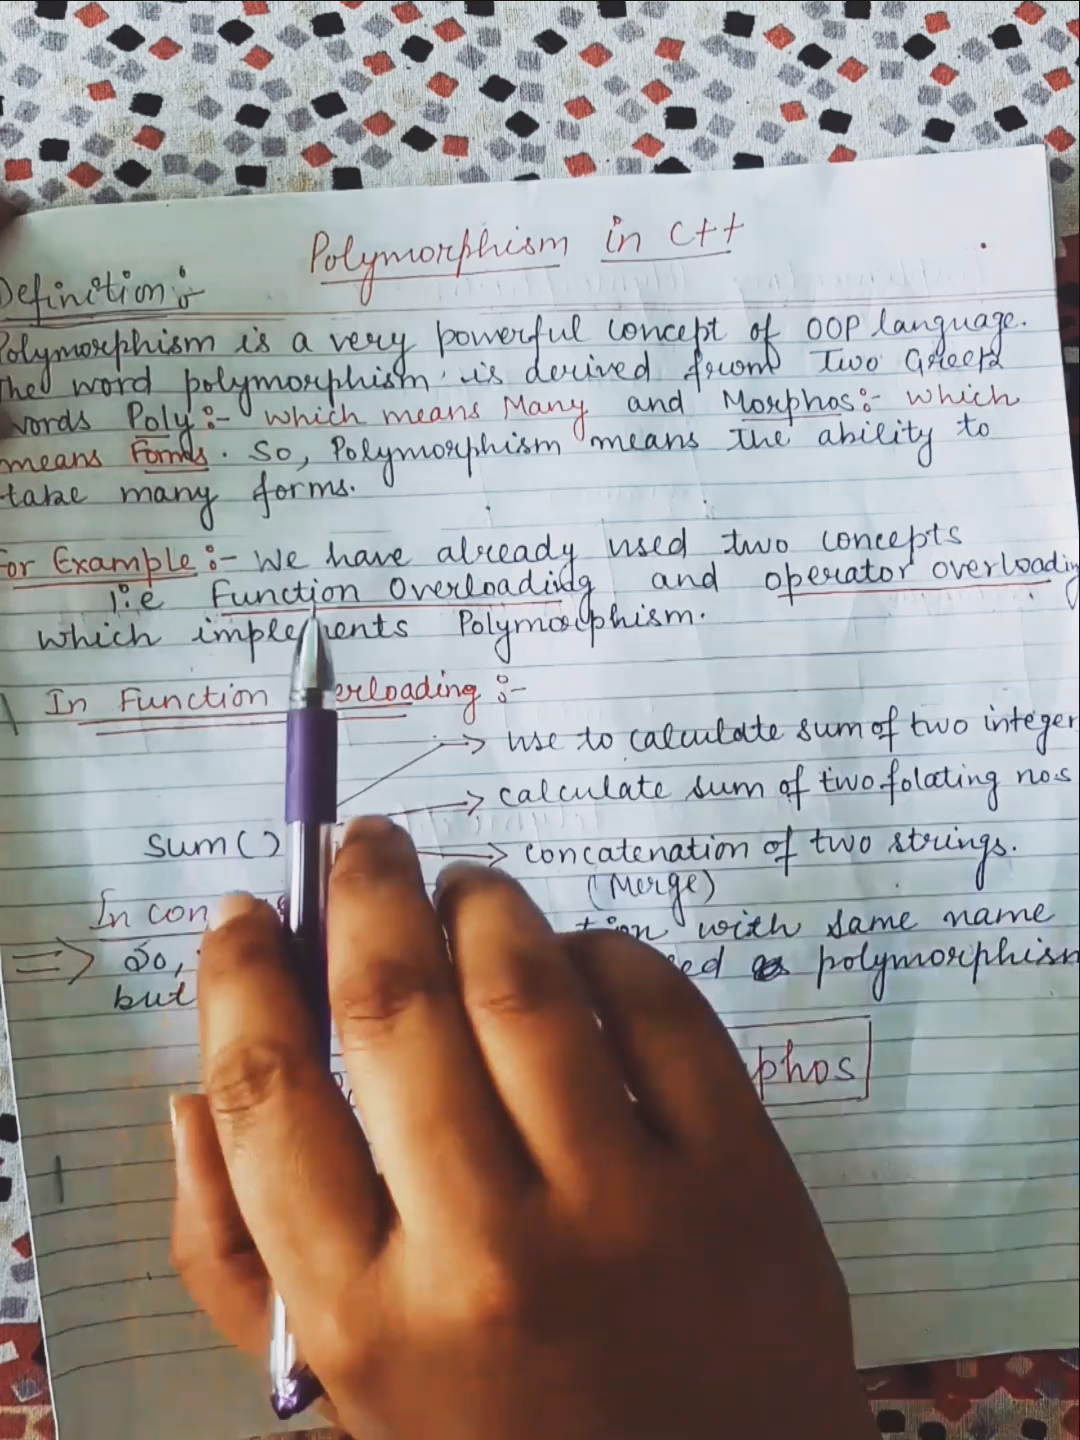 Polymorphism in C++
Definition:-
Polymorphism is a very powerful concept of OOP language.
The word polymorphism is derived from Two Greek
words Poly:- which means Many and Morphos:- which
means Forms. So, Polymorphism means the ability to
take many forms.
For Example:- We have already used two concepts
i.e Function Overloading and operator overloading
which implements Polymorphism.
In Function erloading:-
use to calculate sum of two integer
calculate sum of two folating nos
Sum()
concatenation of two strings.
(Merge)
In con
tion with same name
So, ed as polymorphism
but
phos